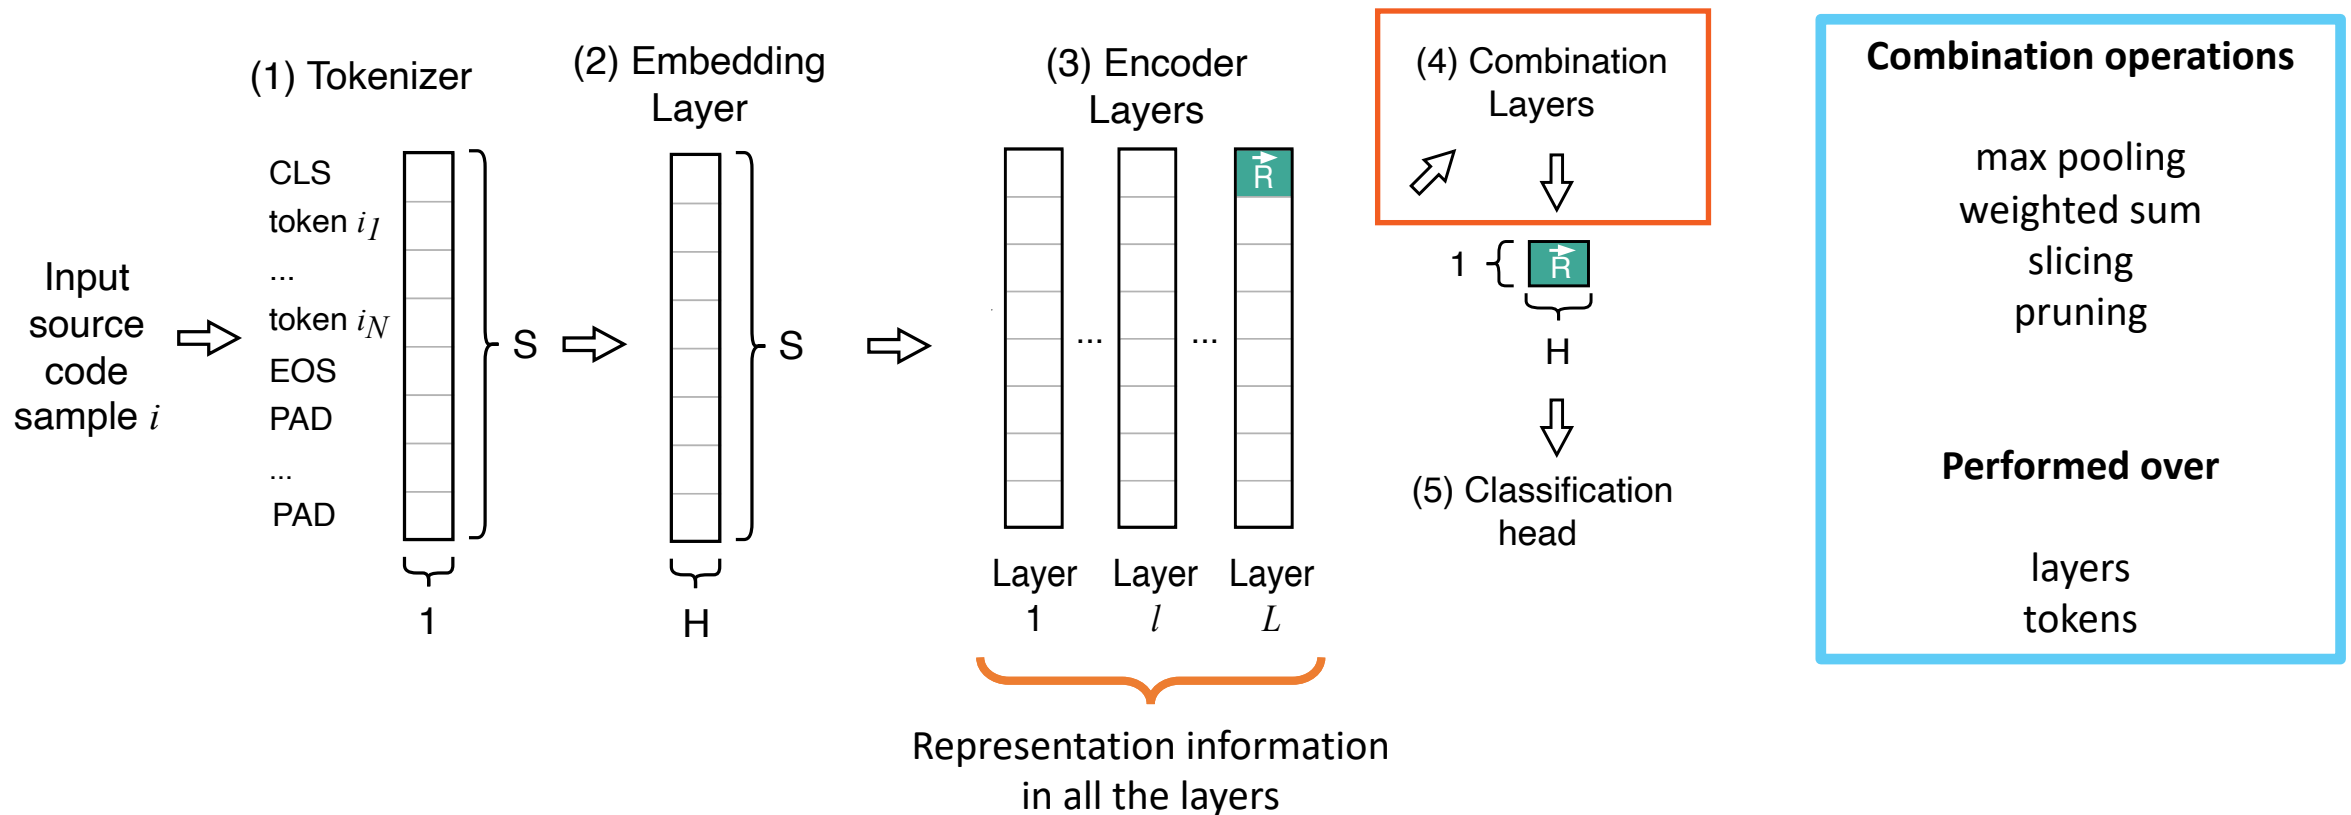 Input
source
code
sample i
(1) Tokenizer
CLS
token i1
...
token iN
EOS
PAD
...
PAD
S
1
(2) Embedding
Layer
S
H
(3) Encoder
Layers
R
...
...
Layer
1
Layer
l
Layer
L
Representation information
in all the layers
(4) Combination
Layers
1
R
H
(5) Classification
head
Combination operations
max pooling
weighted sum
slicing
pruning
Performed over
layers
tokens